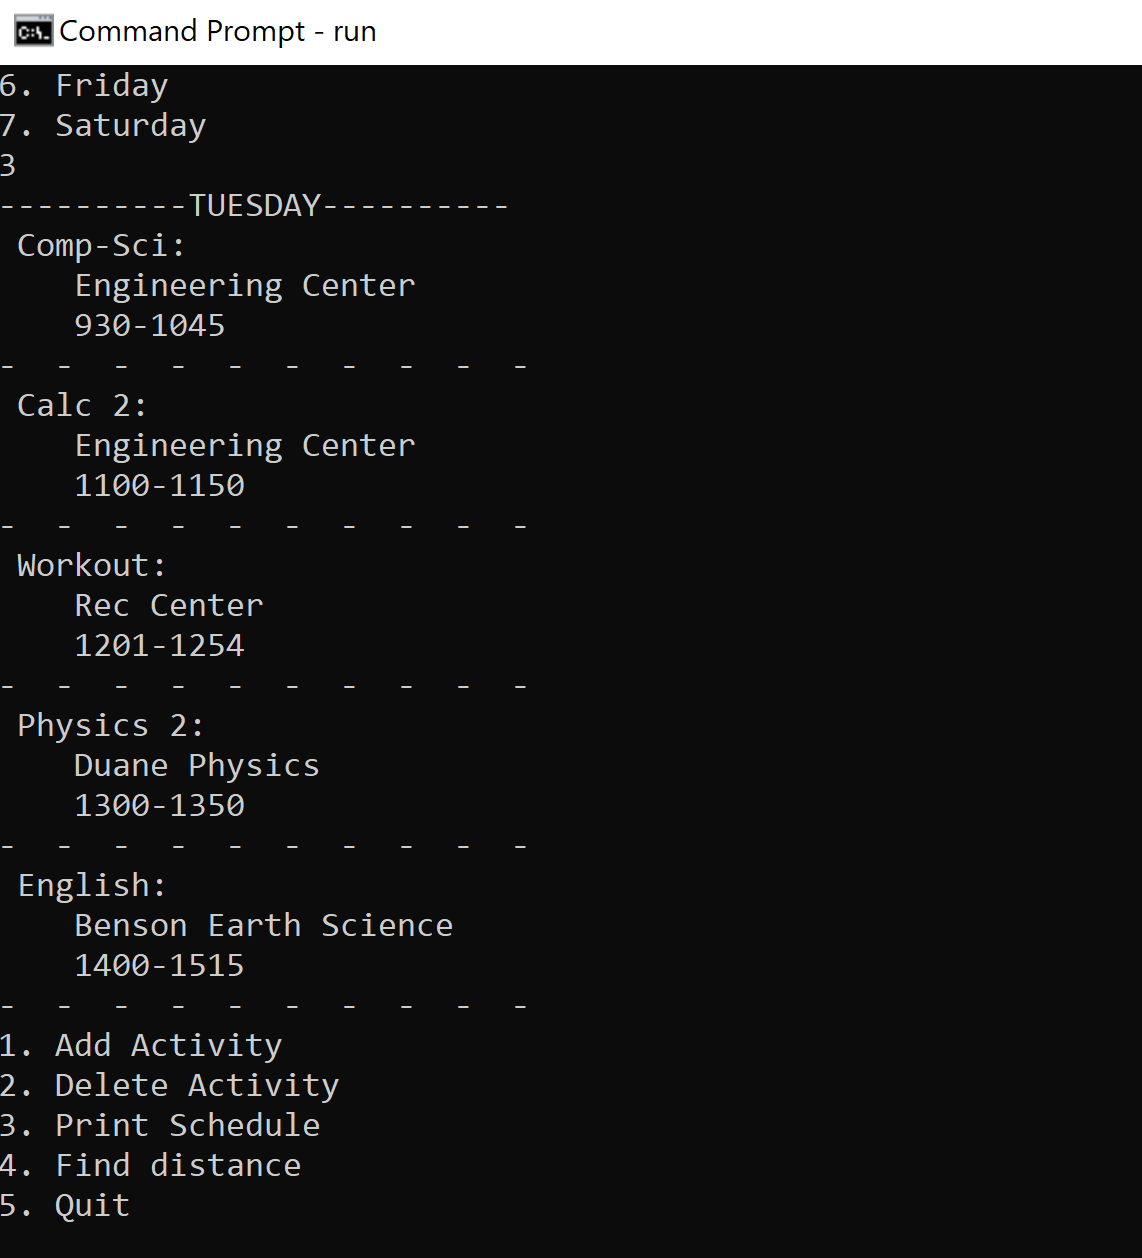 C:\. Command Prompt - run
6. Friday
7. Saturday
3
----------TUESDAY----------
 Comp-Sci:
    Engineering Center
    930-1045
-  -  -  -  -  -  -  -  -  -
 Calc 2:
    Engineering Center
    1100-1150
-  -  -  -  -  -  -  -  -  -
 Workout:
    Rec Center
    1201-1254
-  -  -  -  -  -  -  -  -  -
 Physics 2:
    Duane Physics
    1300-1350
-  -  -  -  -  -  -  -  -  -
 English:
    Benson Earth Science
    1400-1515
-  -  -  -  -  -  -  -  -  -
1. Add Activity
2. Delete Activity
3. Print Schedule
4. Find distance
5. Quit